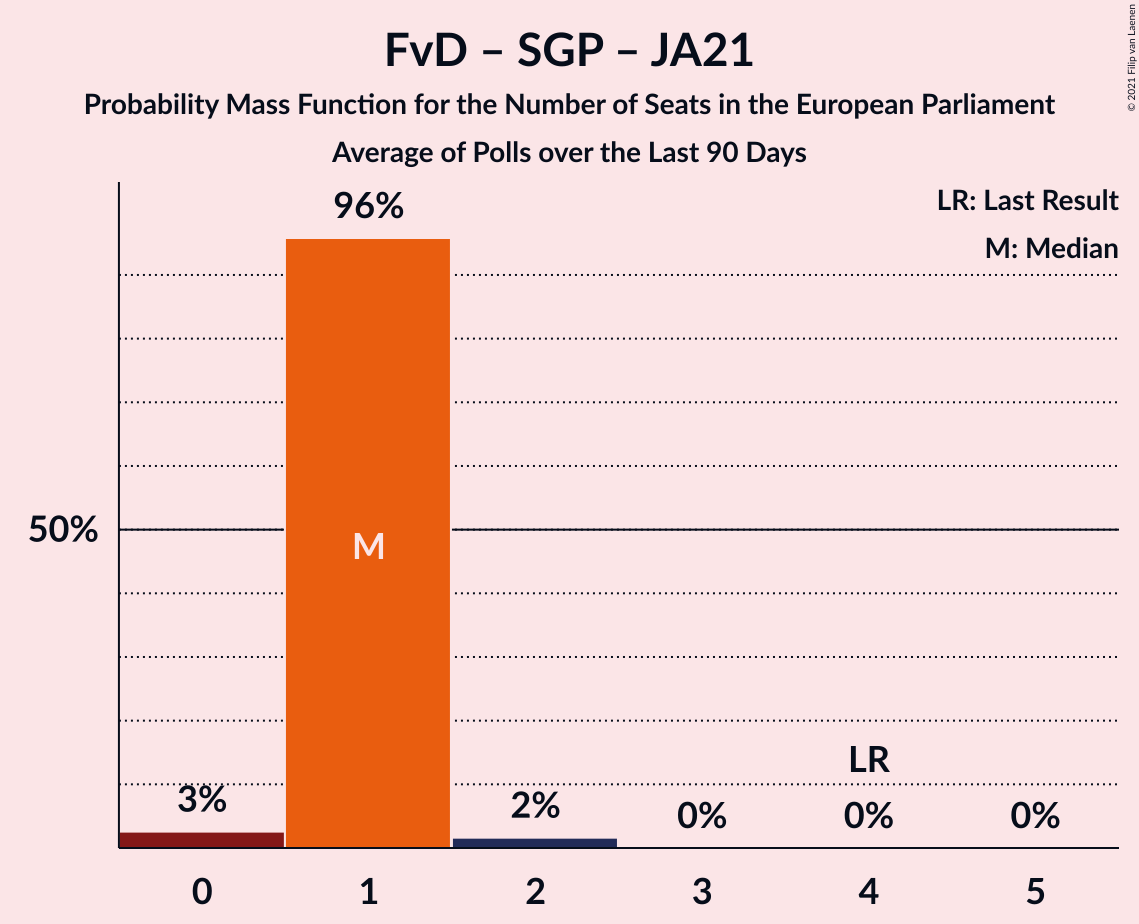 FvD – SGP – JA21
Probability Mass Function for the Number of Seats in the European Parliament
Average of Polls over the Last 90 Days
© 2021 Filip van Laenen
LR: Last Result
M: Median
96%
50%
M
LR
3%
2%
0%
0%
0%
0
1
2
3
4
5